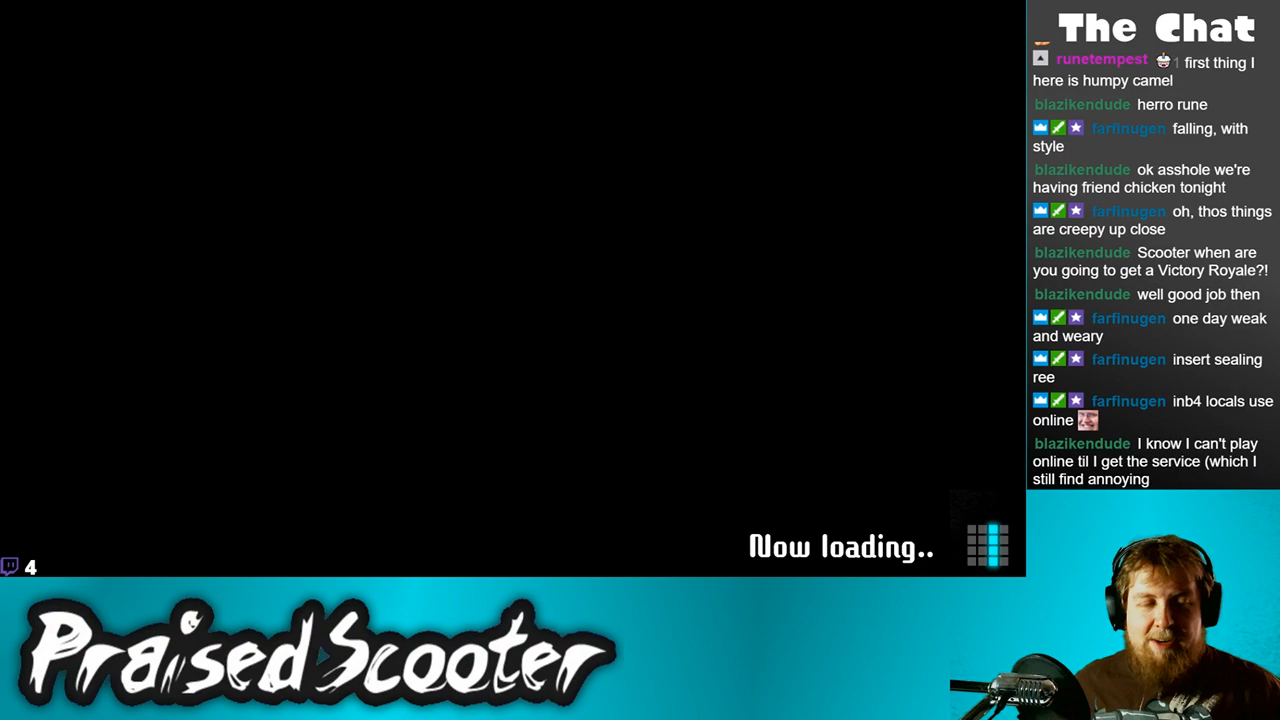 The Chat
runetempest 1 first thing I
here is humpy camel
blazikendude herro rune
farfinugen falling, with
style
blazikendude ok asshole we're
having friend chicken tonight
farfinugen oh, thos things
are creepy up close
blazikendude Scooter when are
you going to get a Victory Royale?!
blazikendude well good job then
farfinugen one day weak
and weary
farfinugen insert sealing
ree
farfinugen inb4 locals use
online
blazikendude I know I can't play
online til I get the service (which I
still find annoying
Now loading..
4
PraisedScooter